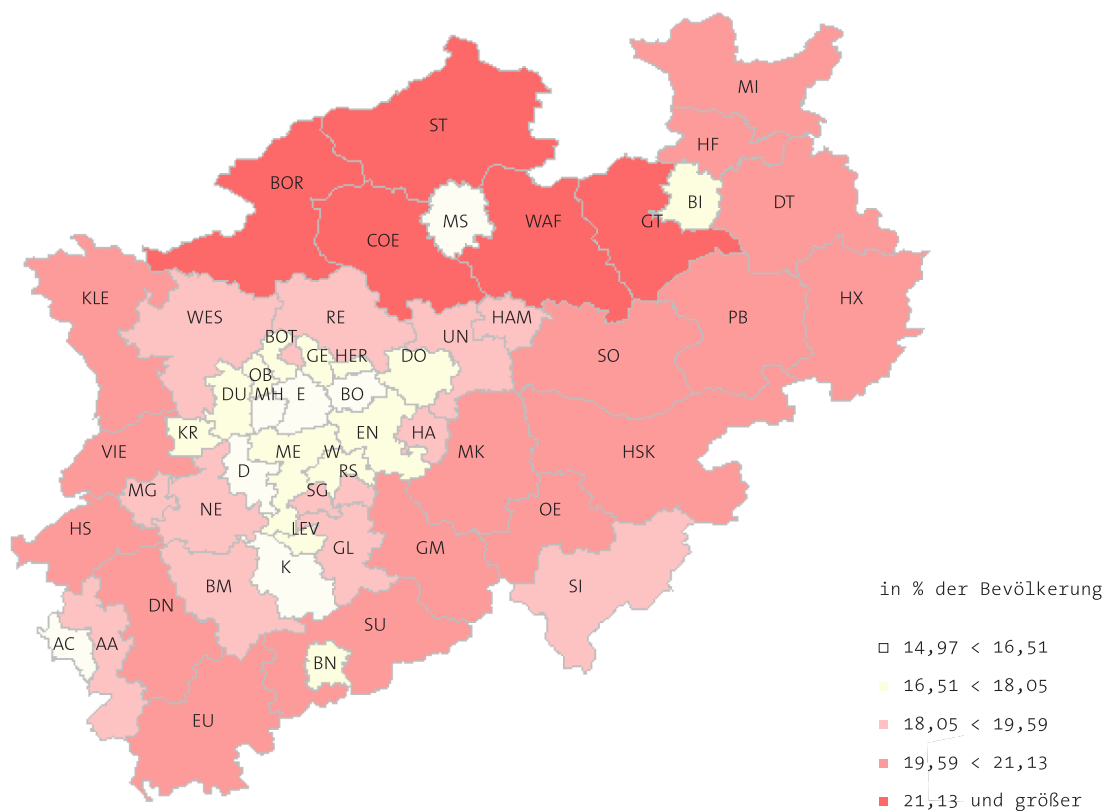 MI
ST
HF
BOR
BI
DT
MS
WAF
GT
COE
KLE
HX
WES
RE
HAM
PB
BOT
UN
GE
HER
DO
SO
OB
DU
MH
E
BO
KR
EN
HA
VIE
ME
W
MK
HSK
D
RS
MG
SG
NE
OE
HS
LEV
GL
GM
K
BM
SI
DN
SU
AC
AA
BN
EU
in % der Bevölkerung
14,97 < 16,51
16,51 < 18,05
18,05 < 19,59
19,59 < 21,13
21,13 und größer